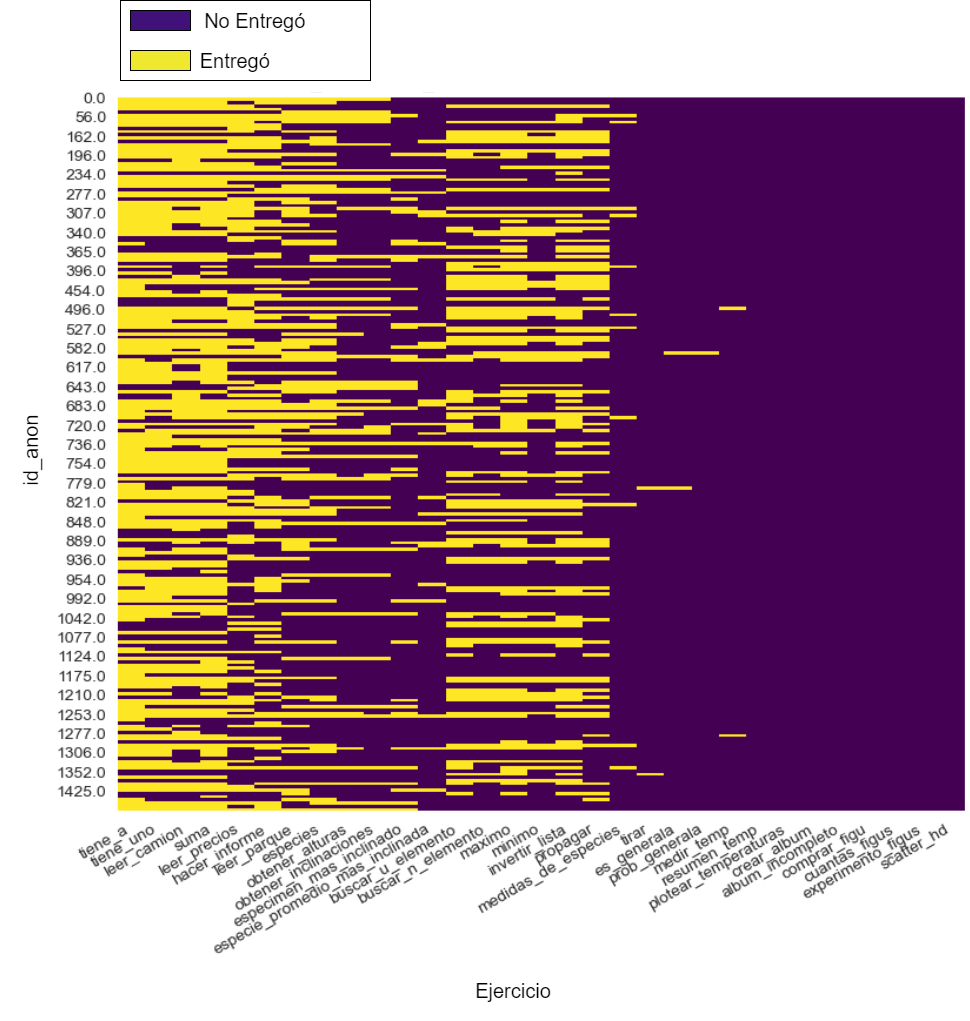 No Entregó
Entregó
0.0
56.0
162.0
196.0
234.0
277.0
307.0
340.0
365.0
396.0
454.0
496.0
527.0
582.0
617.0
643.0
683.0
720.0
736.0
754.0
779.0
821.0
848.0
889.0
936.0
954.0
992.0
1042.0
1077.0
1124.0
1175.0
1210.0
1253.0
1277.0
1306.0
1352.0
1425.0
id_anon
tiene_a
tiene_uno
leer_camion
suma
leer_precios
hacer_informe
leer_parque
especies
obtener_alturas
obtener_inclinaciones
especimen_mas_inclinado
especie_promedio_mas_inclinada
buscar_u_elemento
buscar_n_elemento
maximo
minimo
invertir_lista
propagar
medidas_de_especies
tirar
es_generala
prob_generala
medir_temp
resumen_temp
plotear_temperaturas
crear_album
album_incompleto
comprar_figu
cuantas_figus
experimento_figus
scatter_hd
Ejercicio